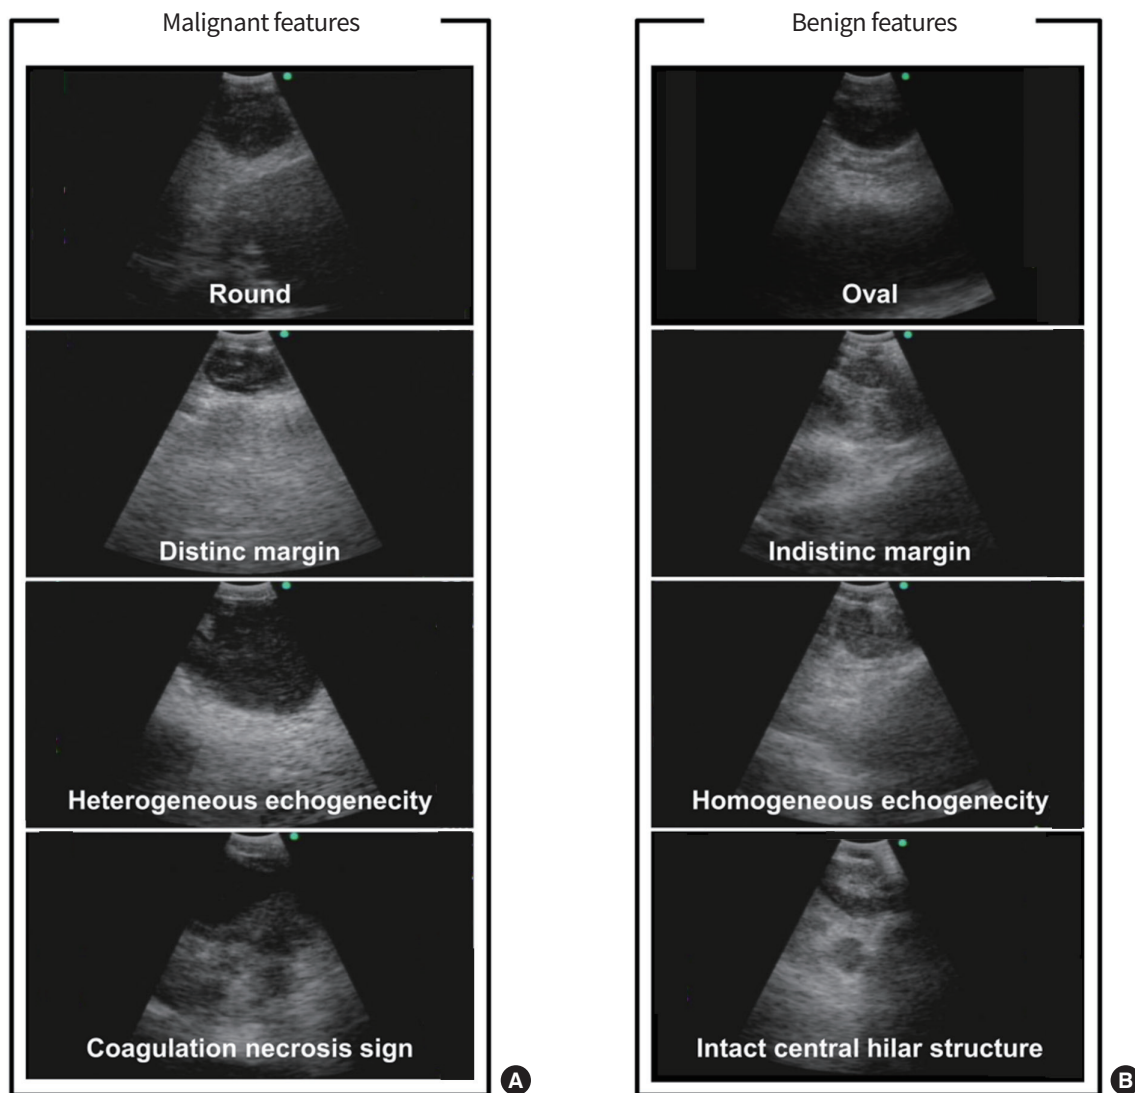 Malignant features
Round
Distinc margin
Heterogeneous echogenecity
Coagulation necrosis sign
A
Benign features
Oval
Indistinc margin
Homogeneous echogenecity
Intact central hilar structure
B